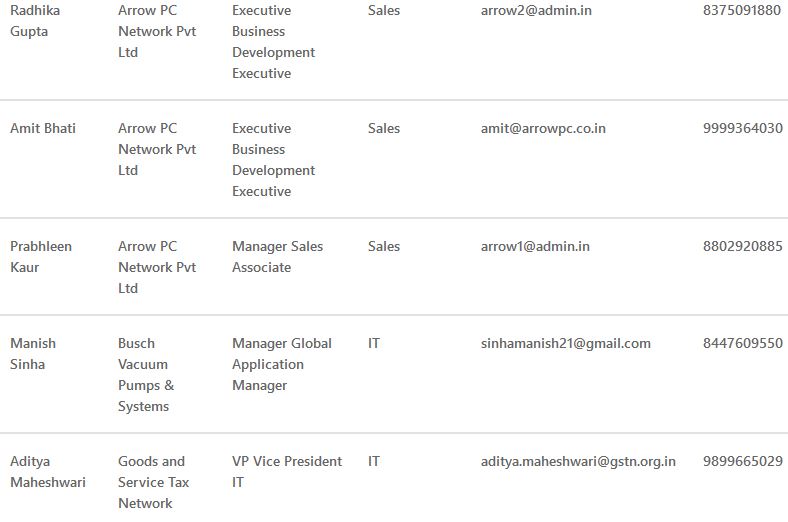 Radhika Gupta Arrow PC Network Pvt Ltd Executive Business Development Executive Sales arrow2@admin.in 8375091880
Amit Bhati Arrow PC Network Pvt Ltd Executive Business Development Executive Sales amit@arrowpc.co.in 9999364030
Prabhleen Kaur Arrow PC Network Pvt Ltd Manager Sales Associate Sales arrow1@admin.in 8802920885
Manish Sinha Busch Vacuum Pumps & Systems Manager Global Application Manager IT sinhamanish21@gmail.com 8447609550
Aditya Maheshwari Goods and Service Tax Network VP Vice President IT IT aditya.maheshwari@gstn.org.in 9899665029